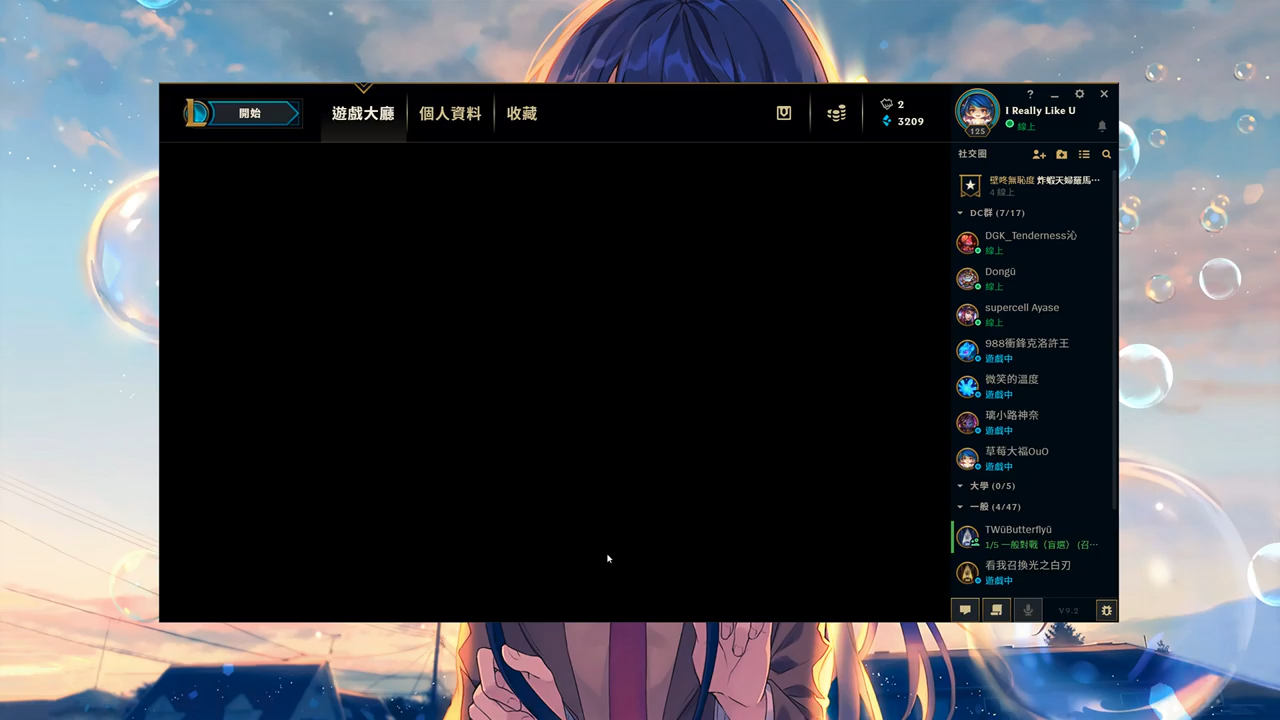 開始
遊戲大廳
個人資料
收藏
2
3209
125
I Really Like U
線上
社交圈
壁咚無恥度 炸蝦天婦羅馬…
4 線上
DC群 (7/17)
DGK_Tenderness沁
線上
Dongü
線上
supercell Ayase
線上
988衝鋒克洛許王
遊戲中
微笑的溫度
遊戲中
璃小路神奈
遊戲中
草莓大福OuO
遊戲中
大學 (0/5)
一般 (4/47)
TWüButterflyü
1/5 一般對戰（盲選） (召…
看我召換光之白刃
遊戲中
V9.2